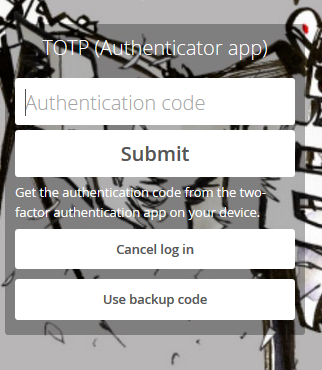 TOTP (Authenticator app)
Authentication code
Submit
Get the authentication code from the two-
factor authentication app on your device.
Cancel log in
Use backup code